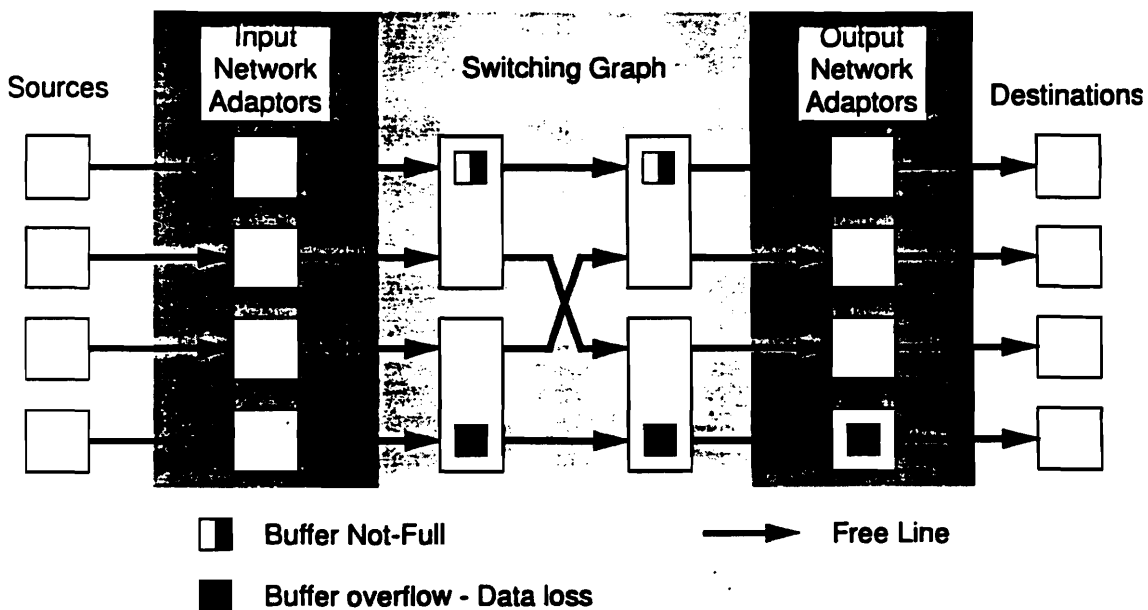 Sources
Input
Network
Adaptors
Switching Graph
Output
Network
Adaptors
Destinations
Buffer Not-Full
Free Line
Buffer overflow - Data loss